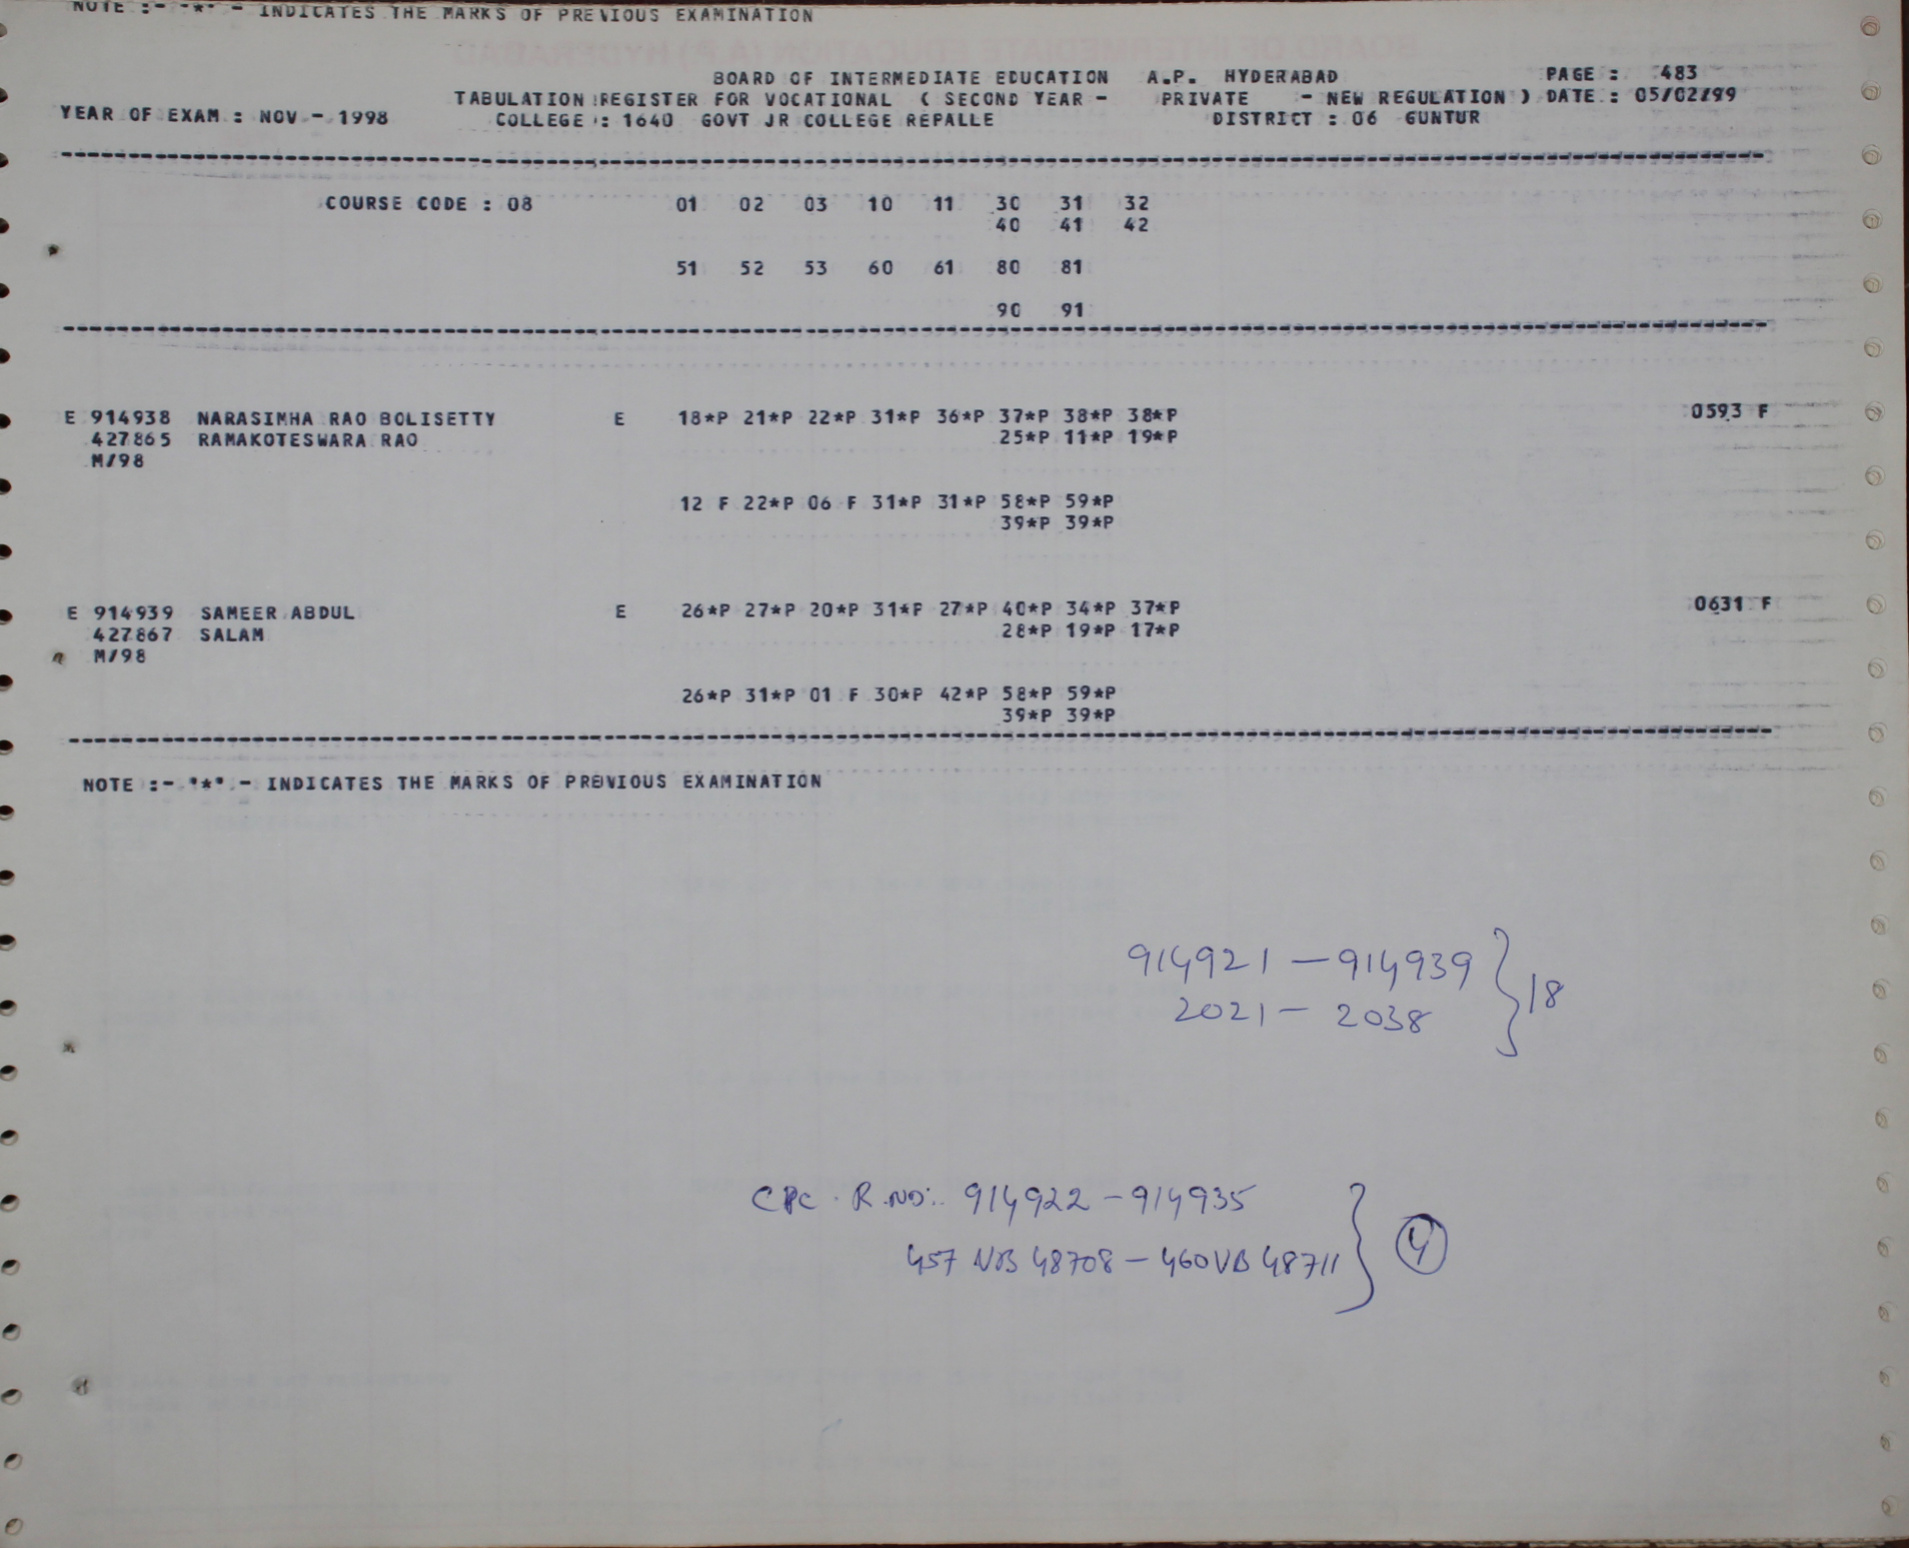 NOTE :- "*" - INDICATES THE MARKS OF PREVIOUS EXAMINATION
BOARD OF INTERMEDIATE EDUCATION A.P. HYDERABAD PAGE : 483
TABULATION REGISTER FOR VOCATIONAL ( SECOND YEAR - PRIVATE - NEW REGULATION ) DATE : 05/02/99
YEAR OF EXAM : NOV - 1998 COLLEGE : 1640 GOVT JR COLLEGE REPALLE DISTRICT : 06 GUNTUR
COURSE CODE : 08 01 02 03 10 11 30 31 32
40 41 42
51 52 53 60 61 80 81
90 91
E 914938 NARASIMHA RAO BOLISETTY E 18*P 21*P 22*P 31*P 36*P 37*P 38*P 38*P 0593 F
427865 RAMAKOTESWARA RAO 25*P 11*P 19*P
M/98
12 F 22*P 06 F 31*P 31*P 58*P 59*P
39*P 39*P
E 914939 SAMEER ABDUL E 26*P 27*P 20*P 31*P 27*P 40*P 34*P 37*P 0631 F
427867 SALAM 28*P 19*P 17*P
M/98
26*P 31*P 01 F 30*P 42*P 58*P 59*P
39*P 39*P
NOTE :- "*" - INDICATES THE MARKS OF PREVIOUS EXAMINATION
914921 - 914939
2021 - 2038
18
CPC. R.NO:. 914922 - 914935
457 VB 48708 - 460 VB 48711
4